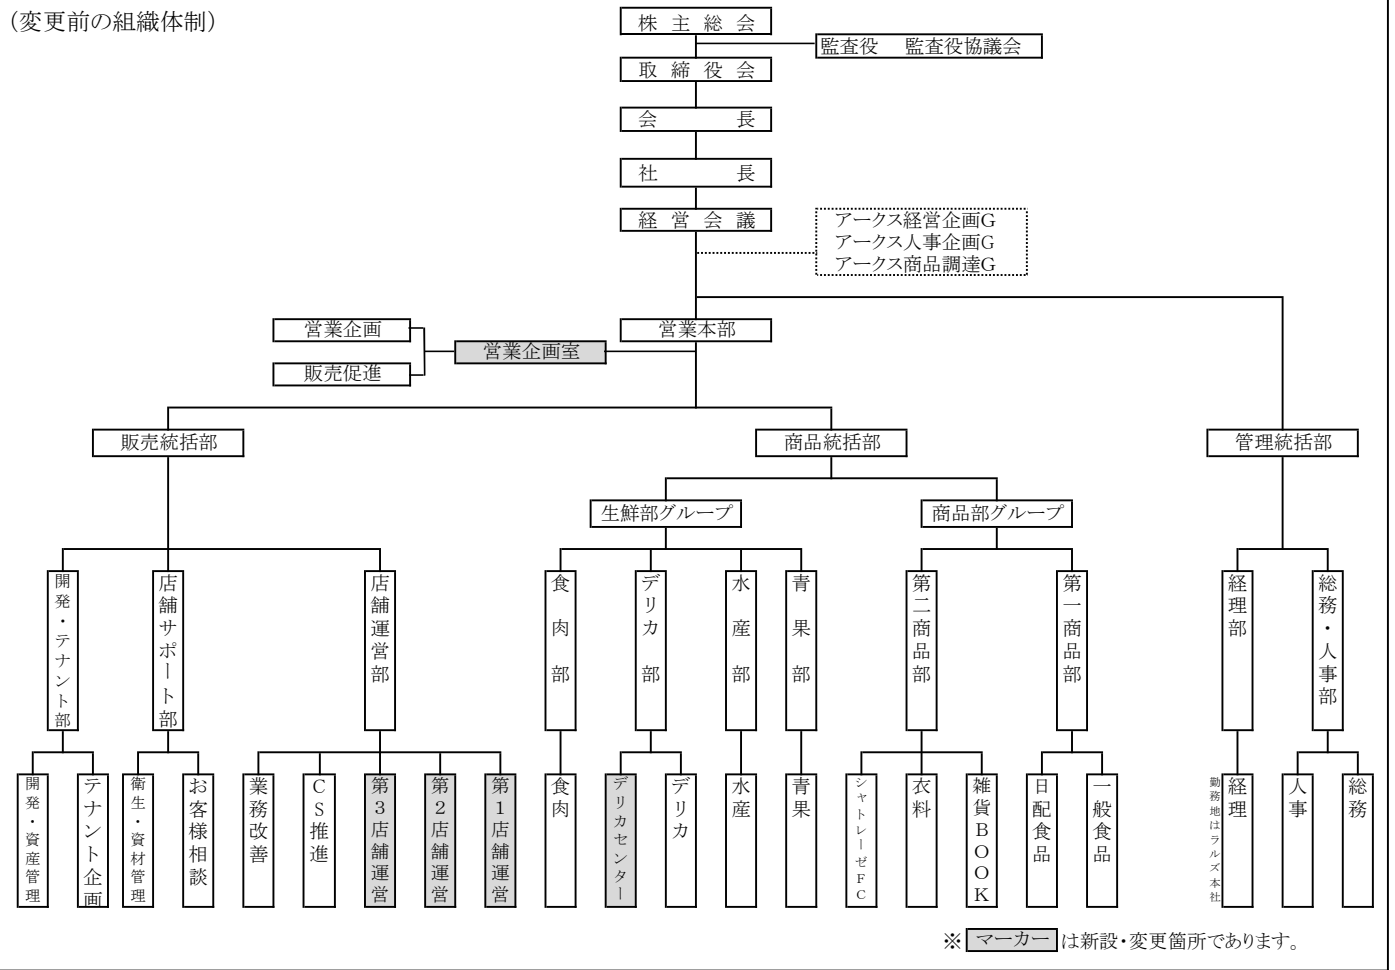 （変更前の組織体制）
株主総会
監査役　監査役協議会
取締役会
会長
社長
経営会議
アークス経営企画G
アークス人事企画G
アークス商品調達G
営業本部
営業企画
営業企画室
販売促進
販売統括部
商品統括部
管理統括部
生鮮部グループ
商品部グループ
開発・テナント部
店舗サポート部
店舗運営部
食肉部
デリカ部
水産部
青果部
第二商品部
第一商品部
経理部
総務・人事部
開発・資産管理
テナント企画
衛生・資材管理
お客様相談
業務改善
CS推進
第3店舗運営
第2店舗運営
第1店舗運営
食肉
デリカセンター
デリカ
水産
青果
シャトレーゼFC
衣料
雑貨BOOK
日配食品
一般食品
勤務地はラルズ本社
経理
人事
総務
※マーカーは新設・変更箇所であります。